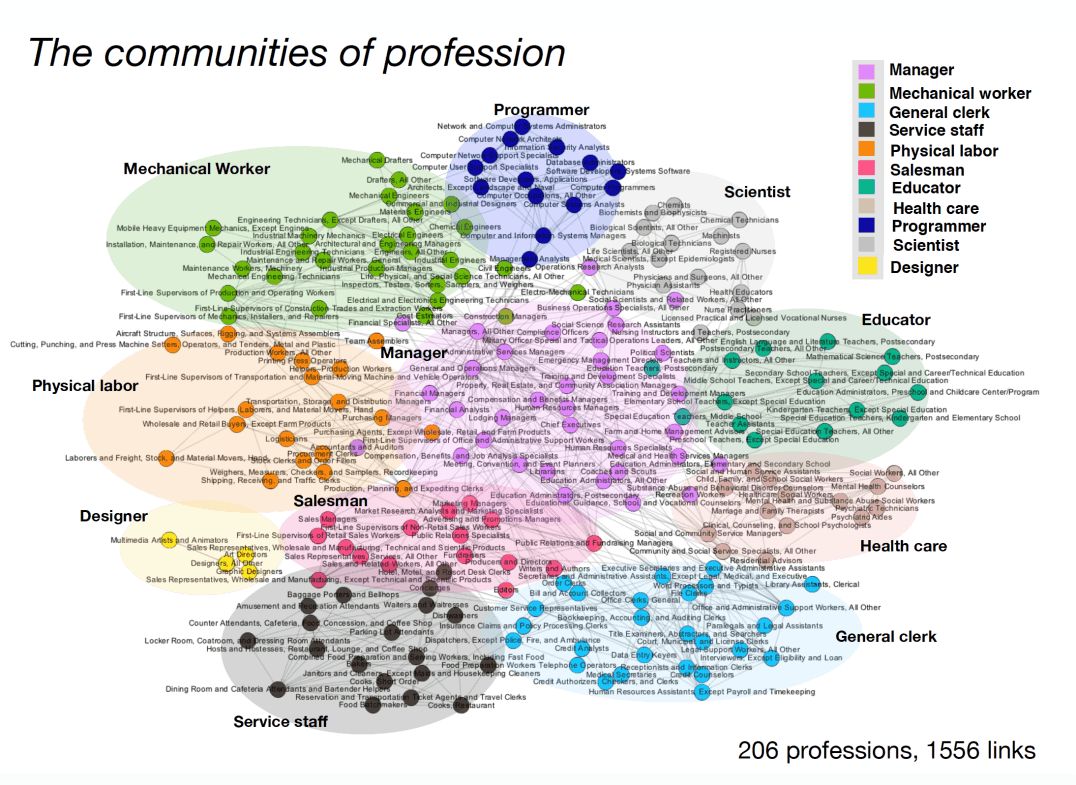 The communities of profession
Manager
Mechanical worker
General clerk
Service staff
Physical labor
Salesman
Educator
Health care
Programmer
Scientist
Designer
Programmer
Network and Computer Systems Administrators
Computer Network Architects
Information Security Analysts
Computer Network Support Specialists
Database Administrators
Computer User Support Specialists
Software Developers, Systems Software
Software Developers, Applications
Computer Programmers
Computer Occupations, All Other
Computer Systems Analysts
Computer and Information Systems Managers
Management Analysts
Operations Research Analysts
Mechanical Worker
Mechanical Drafters
Drafters, All Other
Architects, Except Landscape and Naval
Mechanical Engineers
Commercial and Industrial Designers
Materials Engineers
Engineering Technicians, Except Drafters, All Other
Chemical Engineers
Mobile Heavy Equipment Mechanics, Except Engines
Industrial Machinery Mechanics
Electrical Engineers
Installation, Maintenance, and Repair Workers, All Other
Architectural and Engineering Managers
Industrial Engineering Technicians
Engineers, All Other
Maintenance and Repair Workers, General
Industrial Engineers
Maintenance Workers, Machinery
Industrial Production Managers
Civil Engineers
Engineering Technicians
Life, Physical, and Social Science Technicians, All Other
Inspectors, Testers, Sorters, Samplers, and Weighers
First-Line Supervisors of Production and Operating Workers
Electro-Mechanical Technicians
Electrical and Electronics Engineering Technicians
First-Line Supervisors of Construction Trades and Extraction Workers
First-Line Supervisors of Mechanics, Installers, and Repairers
Cost Estimators
Construction Managers
Scientist
Chemists
Biochemists and Biophysicists
Chemical Technicians
Biological Scientists, All Other
Machinists
Biological Technicians
Life Scientists, All Other
Registered Nurses
Medical Scientists, Except Epidemiologists
Physicians and Surgeons, All Other
Physician Assistants
Health Educators
Social Scientists and Related Workers, All Other
Business Operations Specialists, All Other
Nurse Practitioners
Licensed Practical and Licensed Vocational Nurses
Educator
Financial Specialists, All Other
Social Science Research Assistants
Managers, All Other
Compliance Officers
Nursing Instructors and Teachers, Postsecondary
Military Officer Special and Tactical Operations Leaders, All Other
English Language and Literature Teachers, Postsecondary
Aircraft Structure, Surfaces, Rigging, and Systems Assemblers
Team Assemblers
Cutting, Punching, and Press Machine Setters, Operators, and Tenders, Metal and Plastic
Production Workers, All Other
Manager
Administrative Services Managers
Political Scientists
Postsecondary Teachers, All Other
Mathematical Science Teachers, Postsecondary
Printing Press Operators
Emergency Management Directors
Teachers and Instructors, All Other
Helpers--Production Workers
General and Operations Managers
Education Teachers, Postsecondary
Secondary School Teachers, Except Special and Career/Technical Education
First-Line Supervisors of Transportation and Material-Moving Machine and Vehicle Operators
Training and Development Specialists
Middle School Teachers, Except Special and Career/Technical Education
Physical labor
Property, Real Estate, and Community Association Managers
Financial Managers
Training and Development Managers
Education Administrators, Preschool and Childcare Center/Program
Transportation, Storage, and Distribution Managers
Compensation and Benefits Managers
Elementary School Teachers, Except Special Education
First-Line Supervisors of Helpers, Laborers, and Material Movers, Hand
Financial Analysts
Human Resources Managers
Kindergarten Teachers, Except Special Education
Purchasing Managers
Lodging Managers
Special Education Teachers, Middle School
Special Education Teachers, Kindergarten and Elementary School
Wholesale and Retail Buyers, Except Farm Products
Chief Executives
Teacher Assistants
Purchasing Agents, Except Wholesale, Retail, and Farm Products
Farm and Home Management Advisors
Special Education Teachers, All Other
Logisticians
First-Line Supervisors of Office and Administrative Support Workers
Preschool Teachers, Except Special Education
Accountants and Auditors
Human Resources Specialists
Procurement Clerks
Compensation, Benefits, and Job Analysis Specialists
Medical and Health Services Managers
Laborers and Freight, Stock, and Material Movers, Hand
Stock Clerks and Order Fillers
Meeting, Convention, and Event Planners
Education Administrators, Elementary and Secondary School
Weighers, Measurers, Checkers, and Samplers, Recordkeeping
Librarians
Coaches and Scouts
Social and Human Service Assistants
Social Workers, All Other
Shipping, Receiving, and Traffic Clerks
Education Administrators, All Other
Child, Family, and School Social Workers
Production, Planning, and Expediting Clerks
Substance Abuse and Behavioral Disorder Counselors
Mental Health Counselors
Education Administrators, Postsecondary
Recreation Workers
Healthcare Social Workers
Salesman
Marketing Managers
Educational, Guidance, School, and Vocational Counselors
Mental Health and Substance Abuse Social Workers
Market Research Analysts and Marketing Specialists
Marriage and Family Therapists
Psychiatric Technicians
Designer
Sales Managers
Advertising and Promotions Managers
Psychiatric Aides
First-Line Supervisors of Non-Retail Sales Workers
Clinical, Counseling, and School Psychologists
First-Line Supervisors of Retail Sales Workers
Public Relations Specialists
Social and Community Service Managers
Multimedia Artists and Animators
Public Relations and Fundraising Managers
Health care
Sales Representatives, Wholesale and Manufacturing, Technical and Scientific Products
Community and Social Service Specialists, All Other
Art Directors
Sales Representatives, Services, All Other
Fundraisers
Residential Advisors
Designers, All Other
Sales and Related Workers, All Other
Producers and Directors
Graphic Designers
Hotel, Motel, and Resort Desk Clerks
Writers and Authors
Executive Secretaries and Executive Administrative Assistants
Sales Representatives, Wholesale and Manufacturing, Except Technical and Scientific Products
Secretaries and Administrative Assistants, Except Legal, Medical, and Executive
Concierges
Editors
Order Clerks
Word Processors and Typists
Library Assistants, Clerical
Baggage Porters and Bellhops
Bill and Account Collectors
File Clerks
Amusement and Recreation Attendants
Waiters and Waitresses
Customer Service Representatives
Office Clerks, General
Office and Administrative Support Workers, All Other
Dishwashers
Bookkeeping, Accounting, and Auditing Clerks
Counter Attendants, Cafeteria, Food Concession, and Coffee Shop
Insurance Claims and Policy Processing Clerks
Paralegals and Legal Assistants
General clerk
Parking Lot Attendants
Title Examiners, Abstractors, and Searchers
Locker Room, Coatroom, and Dressing Room Attendants
Dispatchers, Except Police, Fire, and Ambulance
Court, Municipal, and License Clerks
Hosts and Hostesses, Restaurant, Lounge, and Coffee Shop
Credit Analysts
Legal Support Workers, All Other
Combined Food Preparation and Serving Workers, Including Fast Food
Data Entry Keyers
Interviewers, Except Eligibility and Loan
Bakers
Food Preparation Workers
Telephone Operators
Receptionists and Information Clerks
Janitors and Cleaners, Except Maids and Housekeeping Cleaners
Medical Secretaries
Credit Counselors
Cooks, Short Order
Credit Authorizers, Checkers, and Clerks
Dining Room and Cafeteria Attendants and Bartender Helpers
Human Resources Assistants, Except Payroll and Timekeeping
Reservation and Transportation Ticket Agents and Travel Clerks
Food Batchmakers
Cooks, Restaurant
Service staff
206 professions, 1556 links